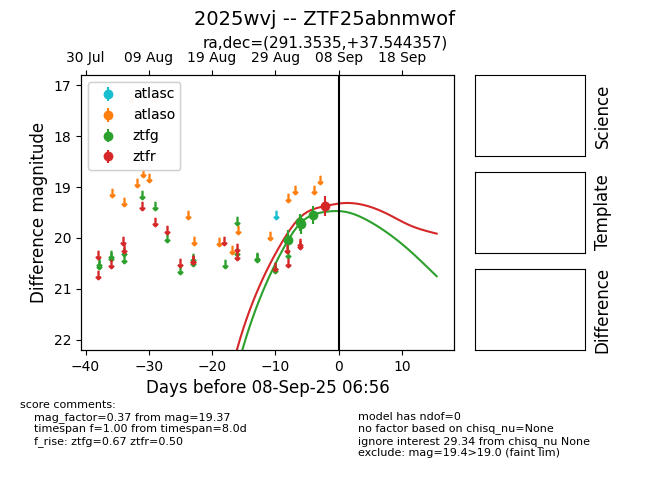 2025wvj -- ZTF25abnmwof
ra,dec=(291.3535,+37.544357)
30 Jul 09 Aug 19 Aug 29 Aug 08 Sep 18 Sep
17
18
19
20
21
22
Difference magnitude
atlasc
atlaso
ztfg
ztfr
−40 −30 −20 −10 0 10
Days before 08-Sep-25 06:56
Science
Template
Difference
score comments:
mag_factor=0.37 from mag=19.37
timespan f=1.00 from timespan=8.0d
f_rise: ztfg=0.67 ztfr=0.50
model has ndof=0
no factor based on chisq_nu=None
ignore interest 29.34 from chisq_nu None
exclude: mag=19.4>19.0 (faint lim)